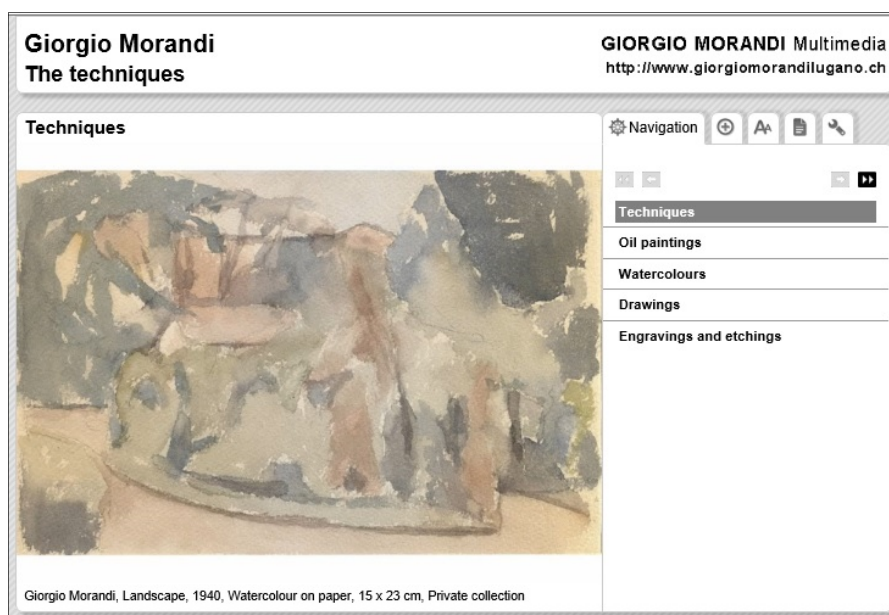 Giorgio Morandi
The techniques
GIORGIO MORANDI Multimedia
http://www.giorgiomorandilugano.ch
Techniques
Navigation
Techniques
Oil paintings
Watercolours
Drawings
Engravings and etchings
Giorgio Morandi, Landscape, 1940, Watercolour on paper, 15 x 23 cm, Private collection